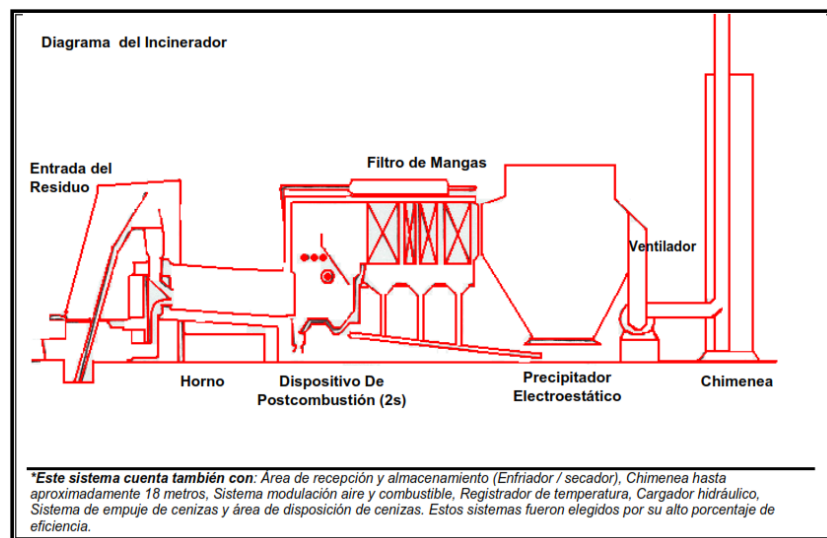 Diagrama del Incinerador
Entrada del
Residuo
Filtro de Mangas
Ventilador
Horno
Dispositivo De
Postcombustión (2s)
Precipitador
Electroestático
Chimenea
*Este sistema cuenta también con: Área de recepción y almacenamiento (Enfriador / secador), Chimenea hasta
aproximadamente 18 metros, Sistema modulación aire y combustible, Registrador de temperatura, Cargador hidráulico,
Sistema de empuje de cenizas y área de disposición de cenizas. Estos sistemas fueron elegidos por su alto porcentaje de
eficiencia.